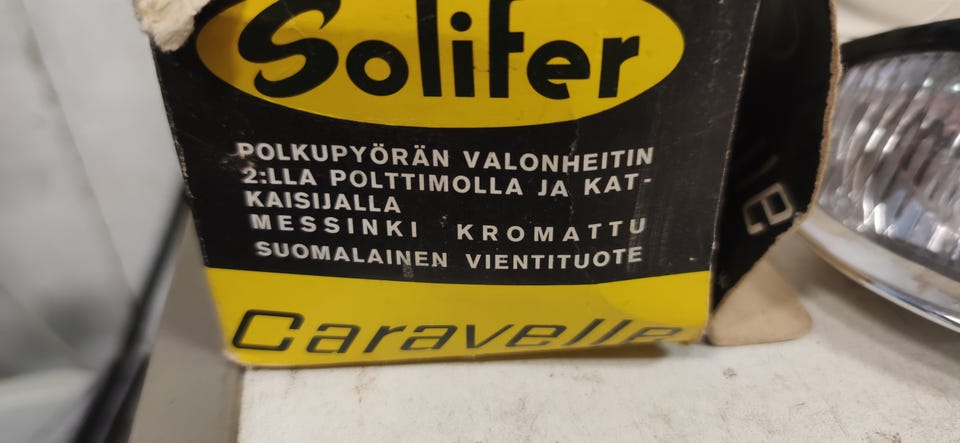 Solifer
POLKUPYÖRÄN VALONHEITIN
2:LLA POLTTIMOLLA JA KAT-
KAISIJALLA
MESSINKI KROMATTU
SUOMALAINEN VIENTITUOTE
Caravelle